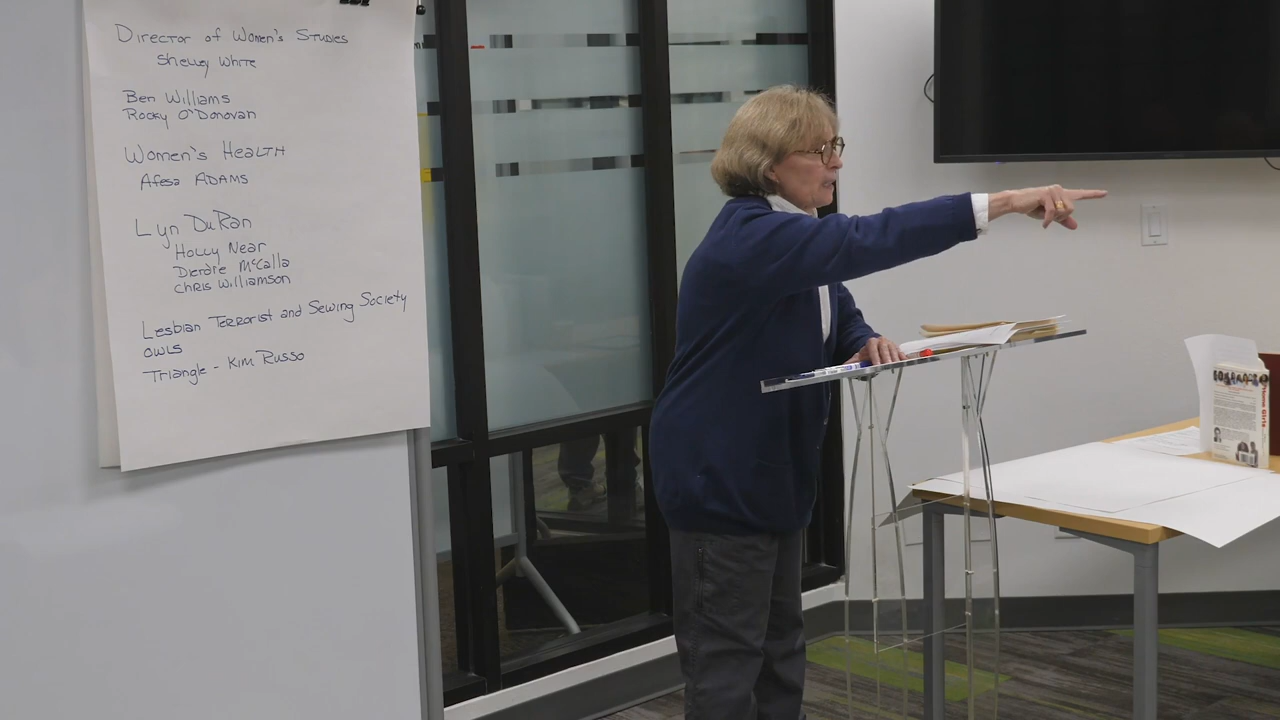 Director of Women's Studies
Shelley White
Ben Williams
Rocky O'Donovan
Women's Health
Afesa Adams
Lyn DuRan
Holly Near
Dierdre McCalla
Chris Williamson
Lesbian Terrorist and Sewing Society
OWLS
Triangle - Kim Russo